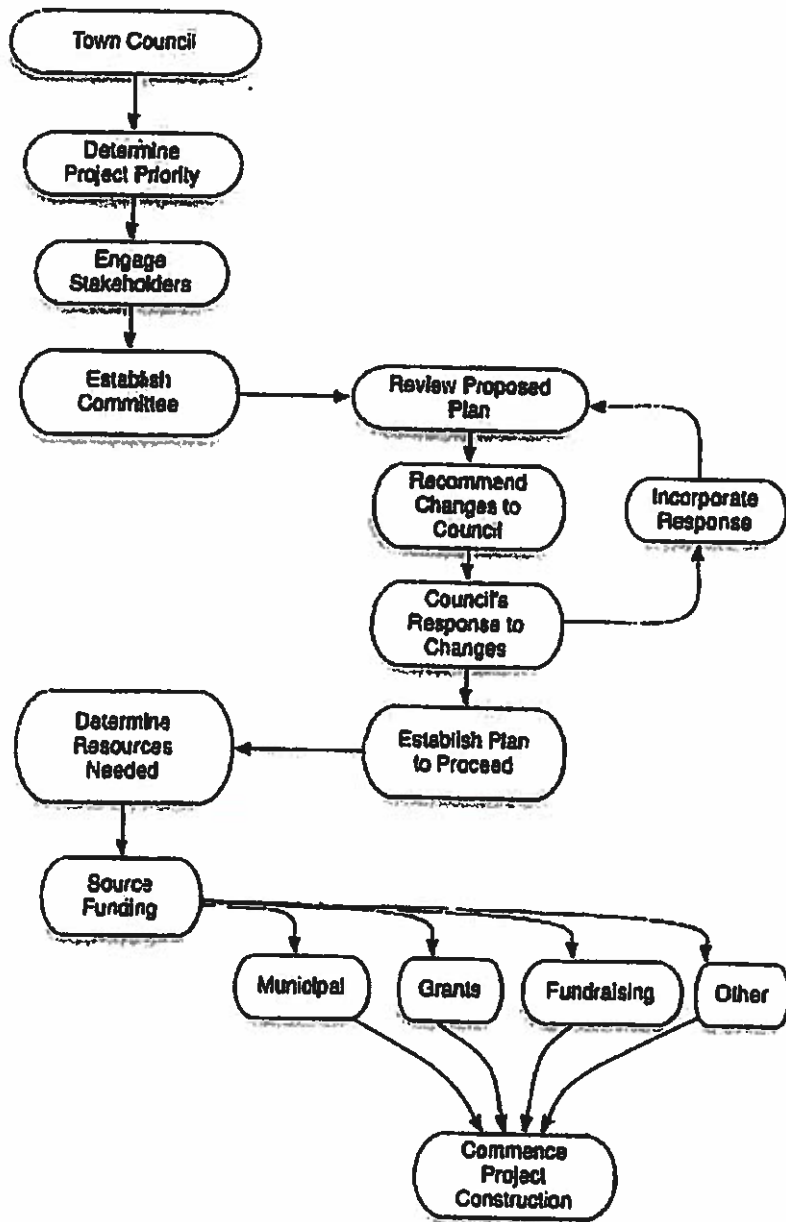 Town Council
Determine
Project Priority
Engage
Stakeholders
Establish
Committee
Review Proposed
Plan
Recommend
Changes to
Council
Incorporate
Response
Council's
Response to
Changes
Establish Plan
to Proceed
Determine
Resources
Needed
Source
Funding
Municipal
Grants
Fundraising
Other
Commence
Project
Construction